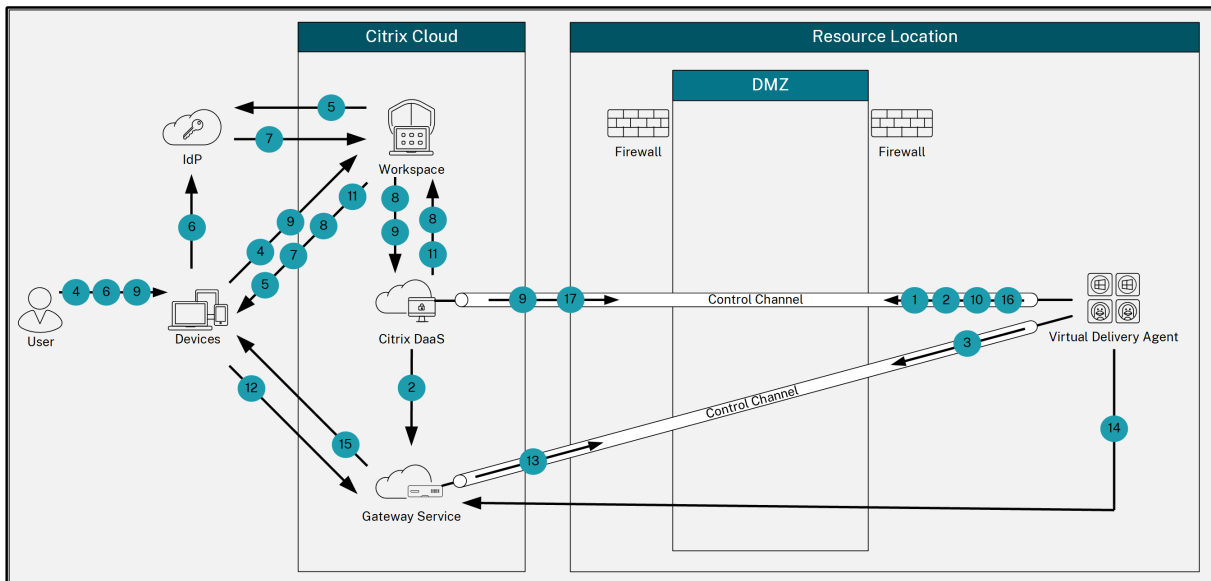 Citrix Cloud
Resource Location
DMZ
5
7
IdP
Workspace
Firewall
Firewall
6
9
4
11
8
7
5
8
9
8
11
4 6 9
User
Devices
Citrix DaaS
9 17
Control Channel
1 2 10 16
Virtual Delivery Agent
3
2
Control Channel
12
15
13
14
Gateway Service